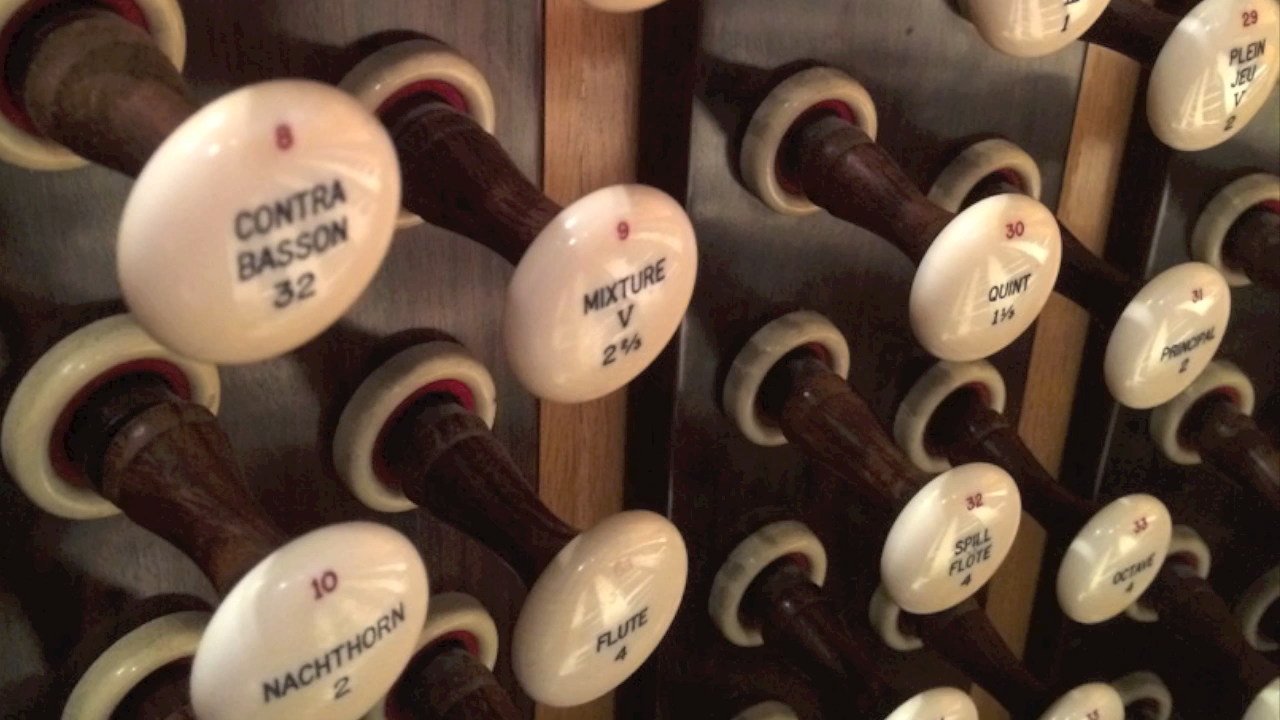 8
CONTRA
BASSON
32
9
MIXTURE
V
2⅔
10
NACHTHORN
2
FLUTE
4
1
29
PLEIN
JEU
V
2
30
QUINT
1⅓
31
PRINCIPAL
2
32
SPILL
FLÖTE
4
33
OCTAVE
4